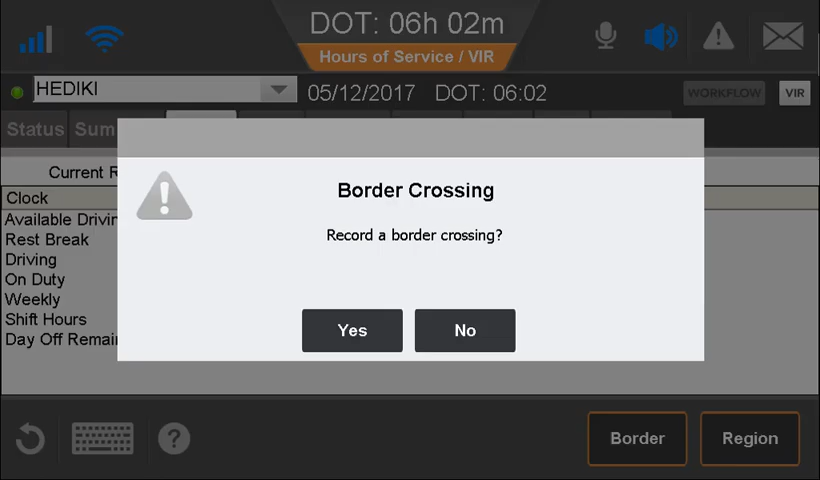 DOT: 06h 02m
Hours of Service / VIR
HEDIKI
05/12/2017 DOT: 06:02
WORKFLOW
VIR
Status
Sum
Current R
Border Crossing
Record a border crossing?
Yes
No
Clock
Available Drivin
Rest Break
Driving
On Duty
Weekly
Shift Hours
Day Off Remai
?
Border
Region